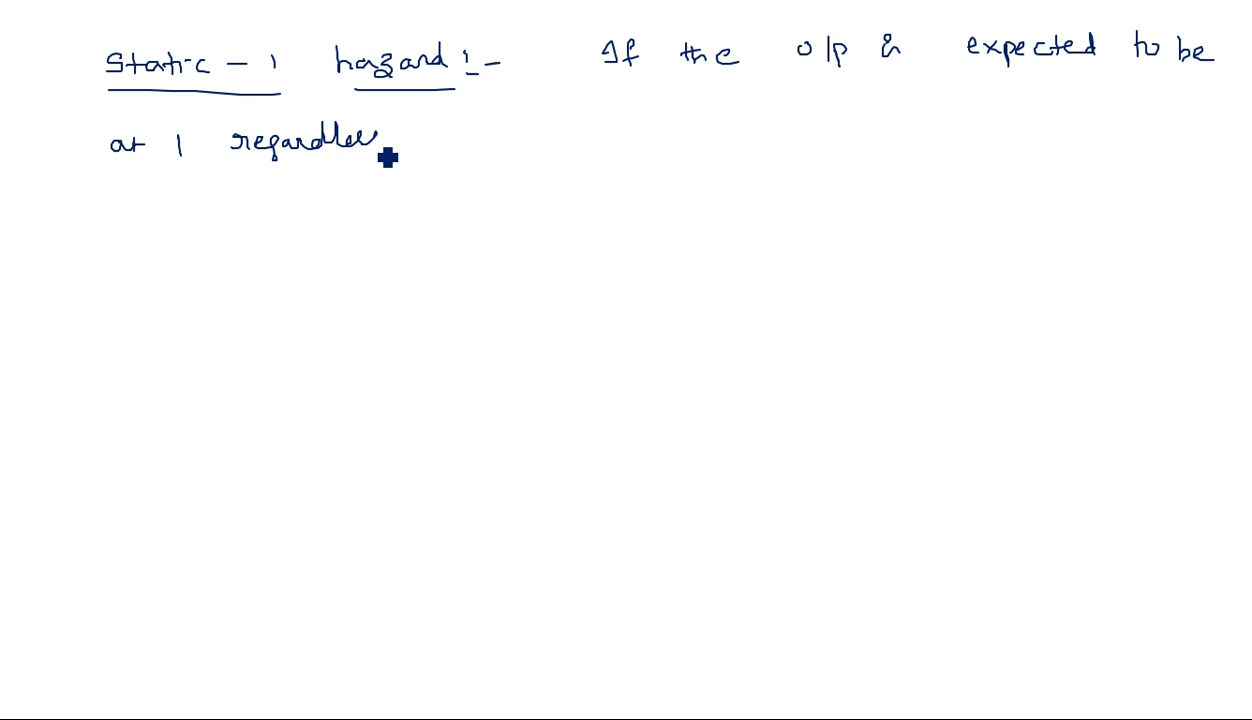 Static - 1 hazard :- If the o/p is expected to be
at 1 regardless